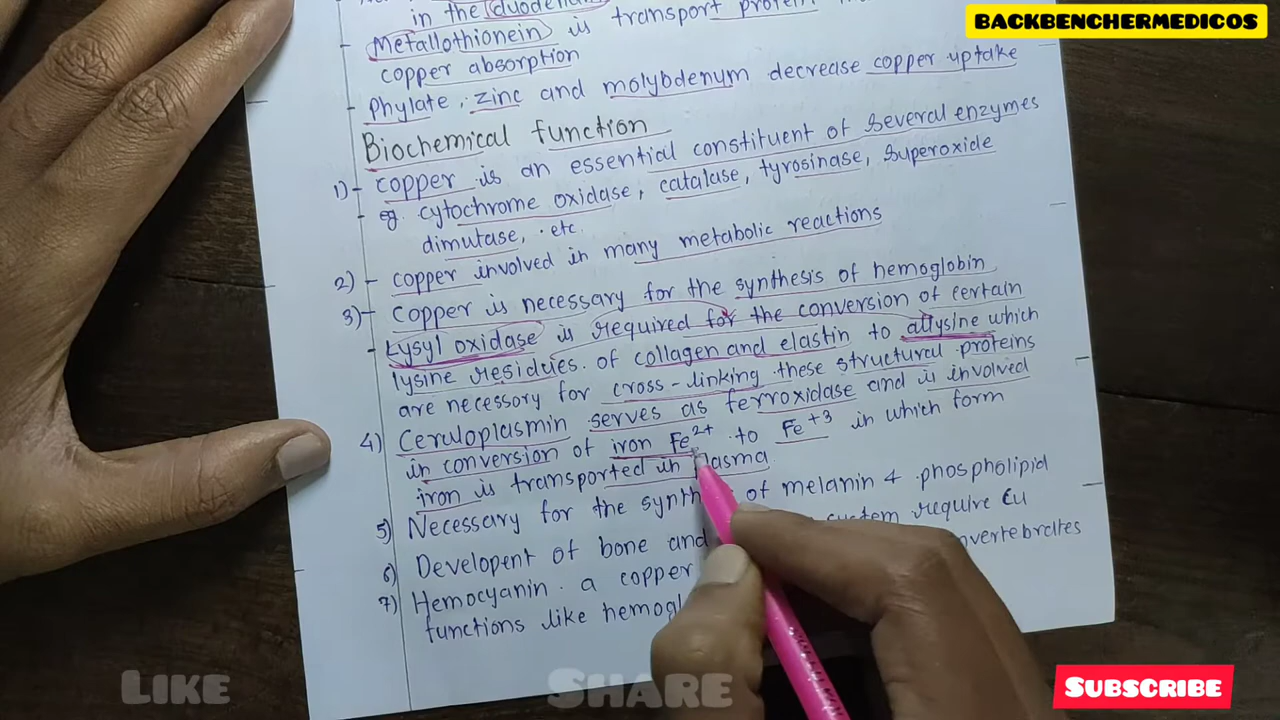 BACKBENCHERMEDICOS
in the duodenum
Metallothionein is transport protein
copper absorption
phylate, zinc and molybdenum decrease copper uptake
Biochemical function
1) - copper is an essential constituent of several enzymes
eg. cytochrome oxidase, catalase, tyrosinase, superoxide
dimutase, etc.
2) - copper involved in many metabolic reactions
3) - Copper is necessary for the synthesis of hemoglobin
- Lysyl oxidase is required for the conversion of certain
lysine residues of collagen and elastin to allysine which
are necessary for cross-linking these structured proteins
4) Ceruloplasmin serves as ferroxidase and is involved
in conversion of iron Fe2+ to Fe+3 in which form
iron is transported in plasma
5) Necessary for the synth of melanin & phospholipid
6) Developent of bone and system require Cu
7) Hemocyanin. a copper invertebrates
functions like hemogl
LIKE
SHARE
SUBSCRIBE